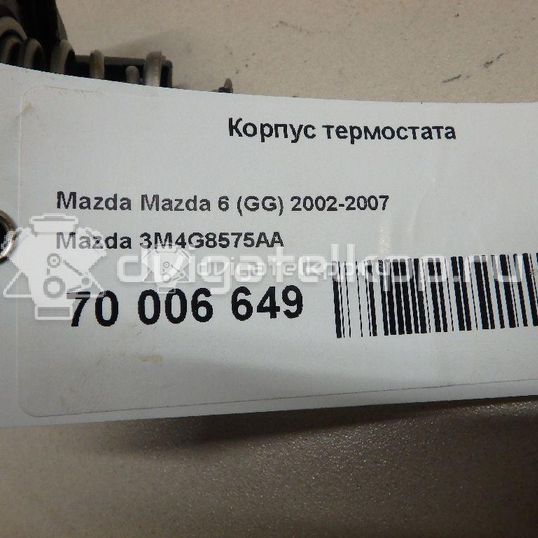 Корпус термостата
Mazda Mazda 6 (GG) 2002-2007
Mazda 3M4G8575AA
70 006 649